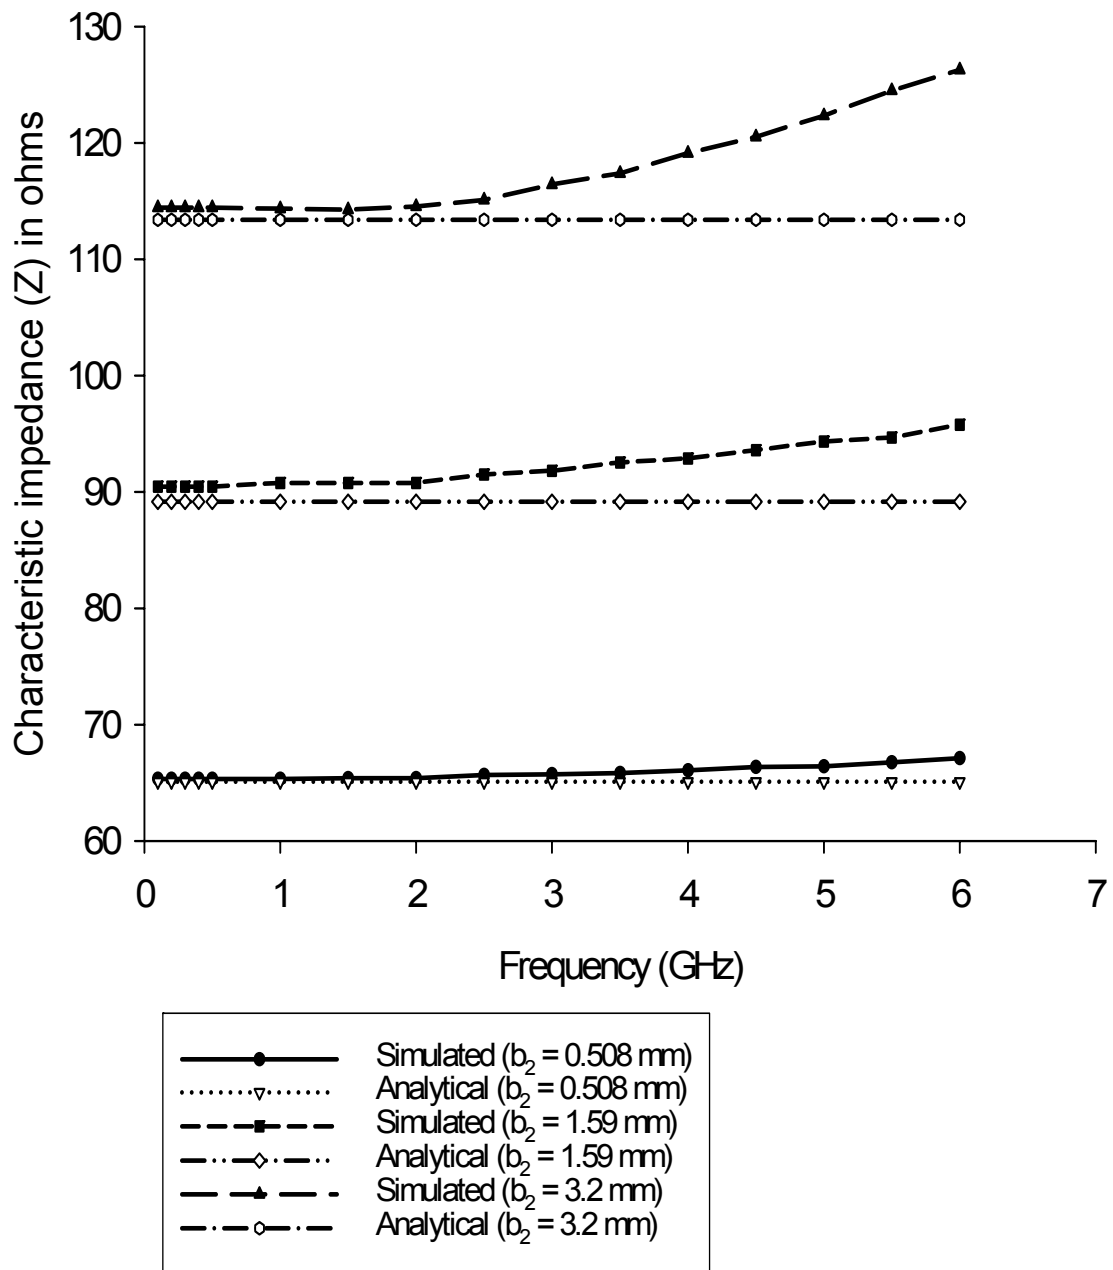 130
120
110
100
90
80
70
60
Characteristic impedance (Z) in ohms
0 1 2 3 4 5 6 7
Frequency (GHz)
Simulated (b₂ = 0.508 mm)
Analytical (b₂ = 0.508 mm)
Simulated (b₂ = 1.59 mm)
Analytical (b₂ = 1.59 mm)
Simulated (b₂ = 3.2 mm)
Analytical (b₂ = 3.2 mm)